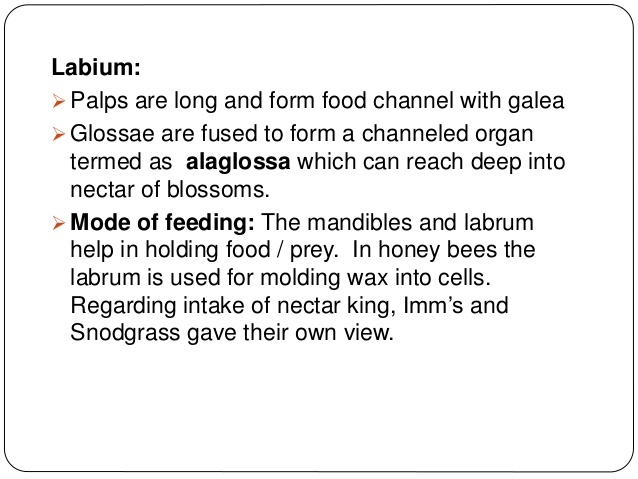 Labium:
Palps are long and form food channel with galea
Glossae are fused to form a channeled organ
termed as alaglossa which can reach deep into
nectar of blossoms.
Mode of feeding: The mandibles and labrum
help in holding food / prey. In honey bees the
labrum is used for molding wax into cells.
Regarding intake of nectar king, Imm’s and
Snodgrass gave their own view.